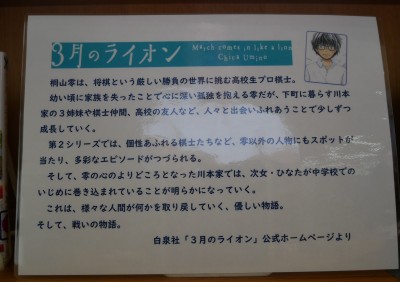 3月のライオン
March comes in like a lion
Chica Umino
桐山零は、将棋という厳しい勝負の世界に挑む高校生プロ棋士。
幼い頃に家族を失ったことで心に深い孤独を抱える零だが、下町に暮らす川本
家の3姉妹や棋士仲間、高校の友人など、人々と出会いふれあうことで少しずつ
成長していく。
第2シリーズでは、個性あふれる棋士たちなど、零以外の人物にもスポットが
当たり、多彩なエピソードがつづられる。
そして、零の心のよりどころとなった川本家では、次女・ひなたが中学校での
いじめに巻き込まれていることが明らかになっていく。
これは、様々な人間が何かを取り戻していく、優しい物語。
そして、戦いの物語。
白泉社「3月のライオン」公式ホームページより